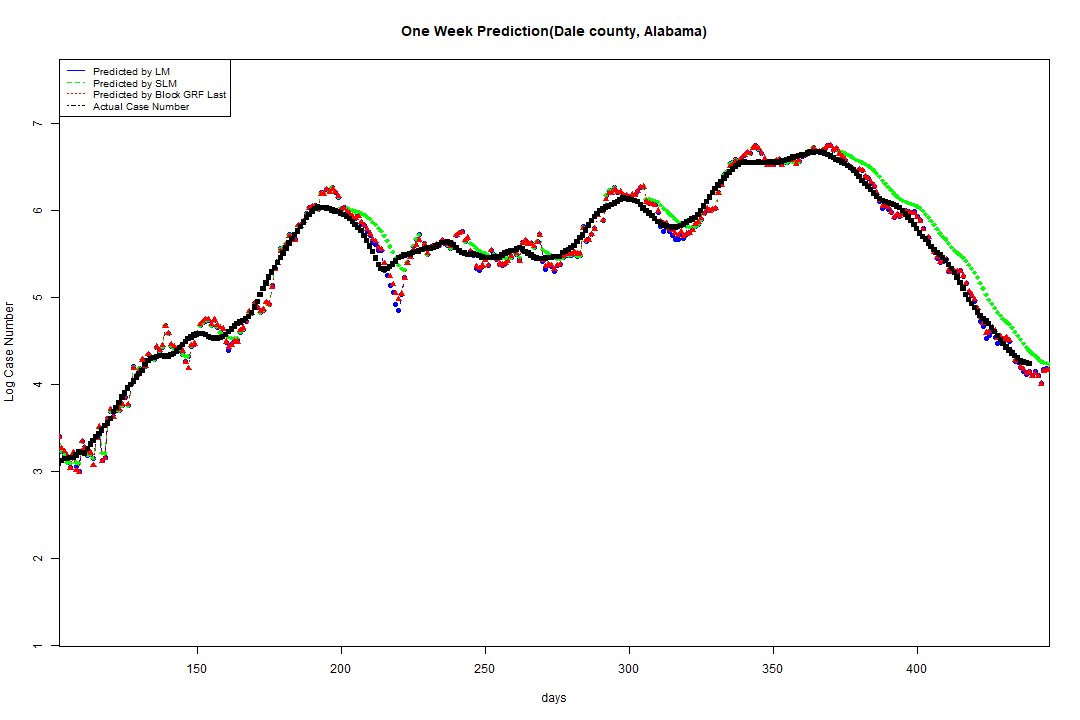 One Week Prediction(Dale county, Alabama)
Predicted by LM
Predicted by SLM
Predicted by Block GRF Last
Actual Case Number
7
6
5
4
3
2
1
Log Case Number
150 200 250 300 350 400
days